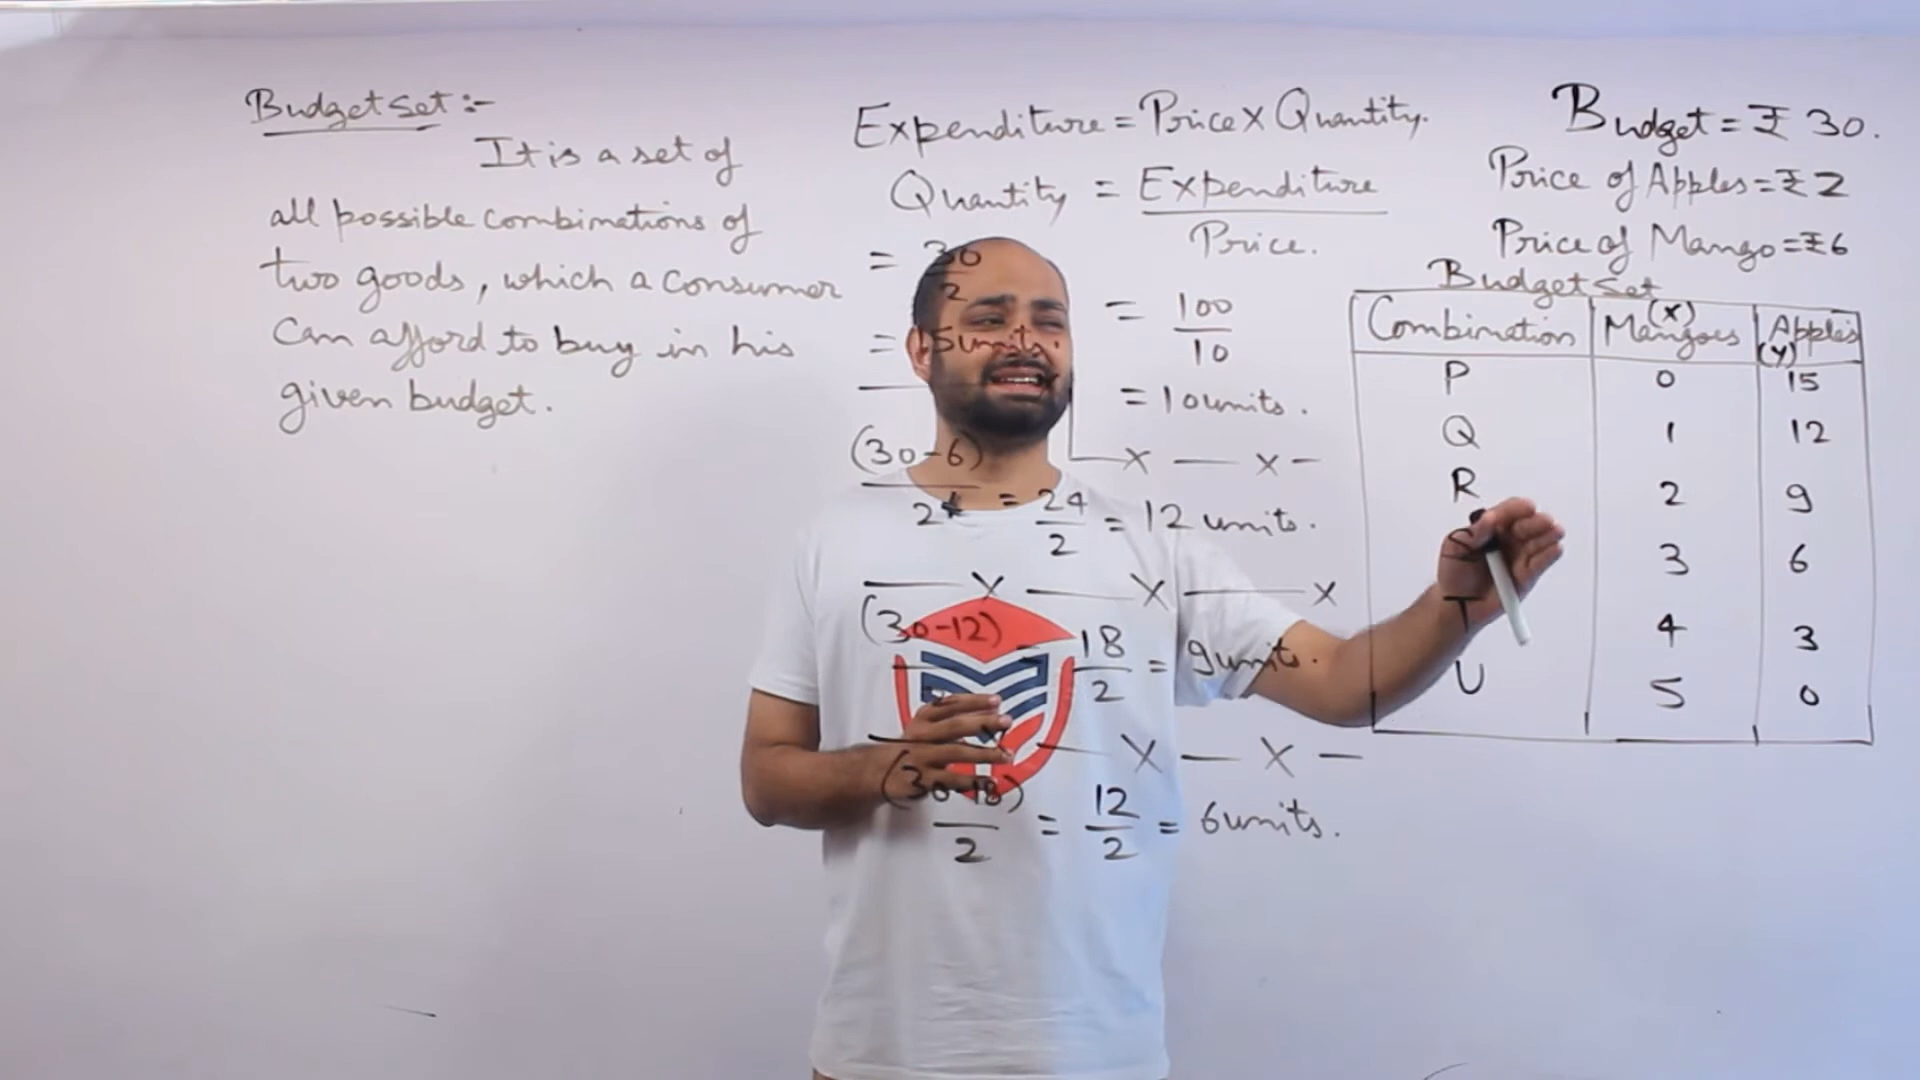 Budget Set :-
It is a set of
all possible combinations of
two goods, which a consumer
Can afford to buy in his
given budget.
Expenditure = Price X Quantity.
Quantity = Expenditure / Price.
= 30/2
= 15 units.
= 100/10
= 10 units.
(30-6)/2 = 24/2 = 12 units.
(30-12)/2 = 18/2 = 9 units.
(30-18)/2 = 12/2 = 6 units.
Budget = ₹ 30.
Price of Apples = ₹ 2
Price of Mango = ₹ 6
Budget Set
Combination Mangoes (X) Apples (Y)
P 0 15
Q 1 12
R 2 9
S 3 6
T 4 3
U 5 0